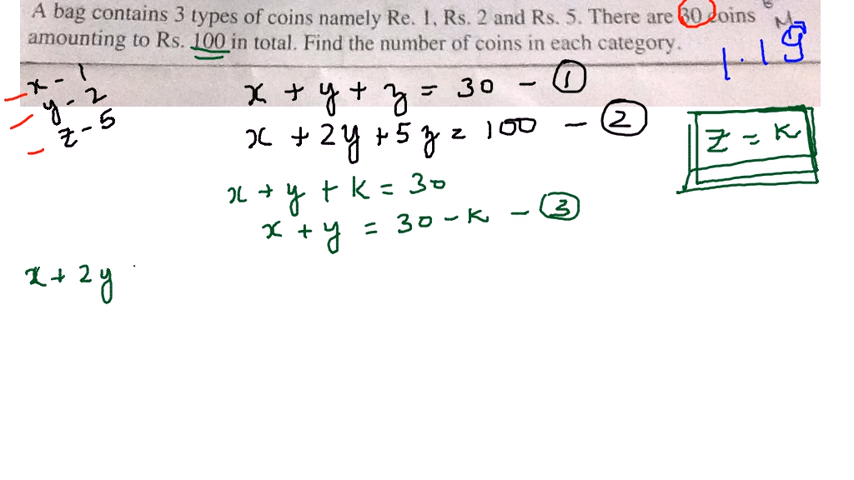 A bag contains 3 types of coins namely Re. 1, Rs. 2 and Rs. 5. There are 30 coins
amounting to Rs. 100 in total. Find the number of coins in each category.
1.19
x - 1
y - 2
z - 5
x + y + z = 30 - ①
x + 2y + 5z = 100 - ②
z = k
x + y + k = 30
x + y = 30 - k - ③
x + 2y